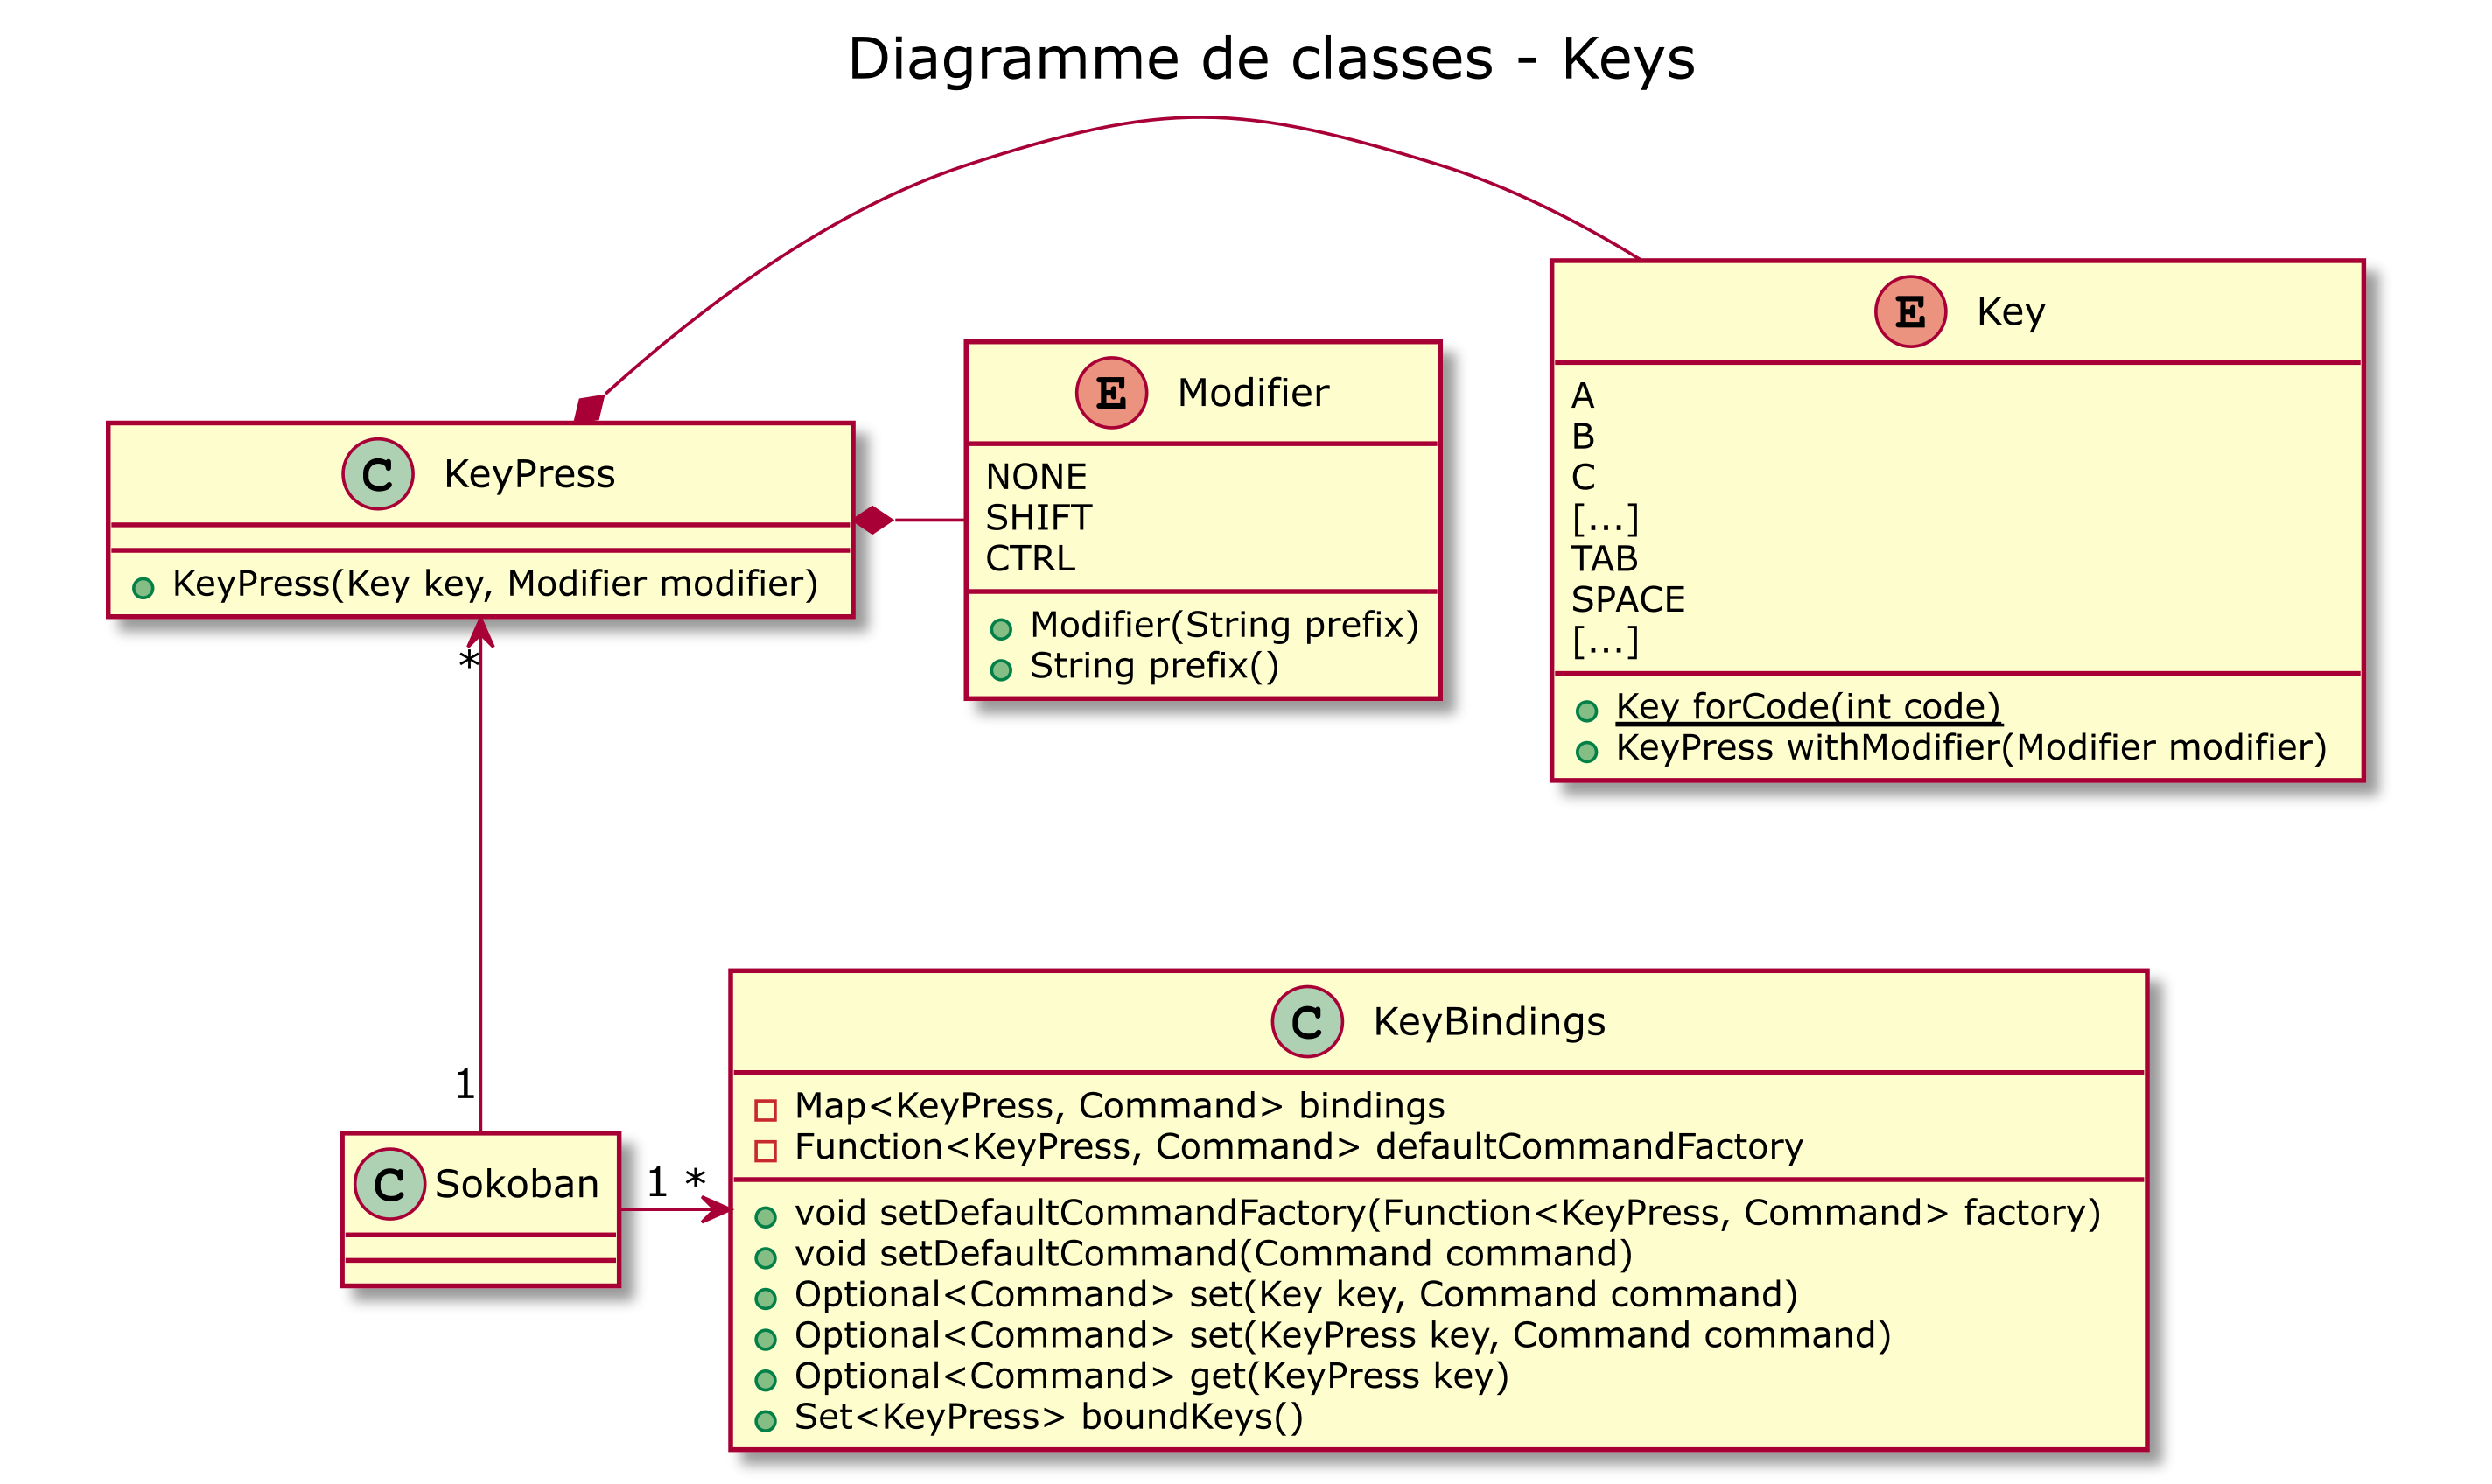 Diagramme de classes - Keys
C KeyPress
KeyPress(Key key, Modifier modifier)
E Modifier
NONE
SHIFT
CTRL
Modifier(String prefix)
String prefix()
E Key
A
B
C
[...]
TAB
SPACE
[...]
Key forCode(int code)
KeyPress withModifier(Modifier modifier)
*
1
C Sokoban
1 *
C KeyBindings
Map<KeyPress, Command> bindings
Function<KeyPress, Command> defaultCommandFactory
void setDefaultCommandFactory(Function<KeyPress, Command> factory)
void setDefaultCommand(Command command)
Optional<Command> set(Key key, Command command)
Optional<Command> set(KeyPress key, Command command)
Optional<Command> get(KeyPress key)
Set<KeyPress> boundKeys()